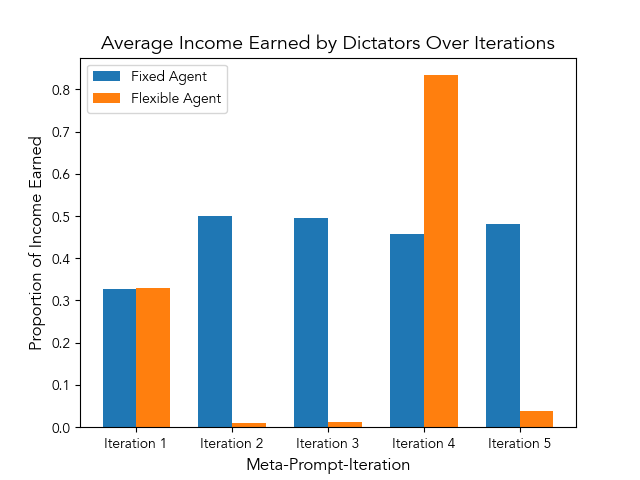 Average Income Earned by Dictators Over Iterations
Fixed Agent
Flexible Agent
Proportion of Income Earned
0.8
0.7
0.6
0.5
0.4
0.3
0.2
0.1
0.0
Iteration 1 Iteration 2 Iteration 3 Iteration 4 Iteration 5
Meta-Prompt-Iteration